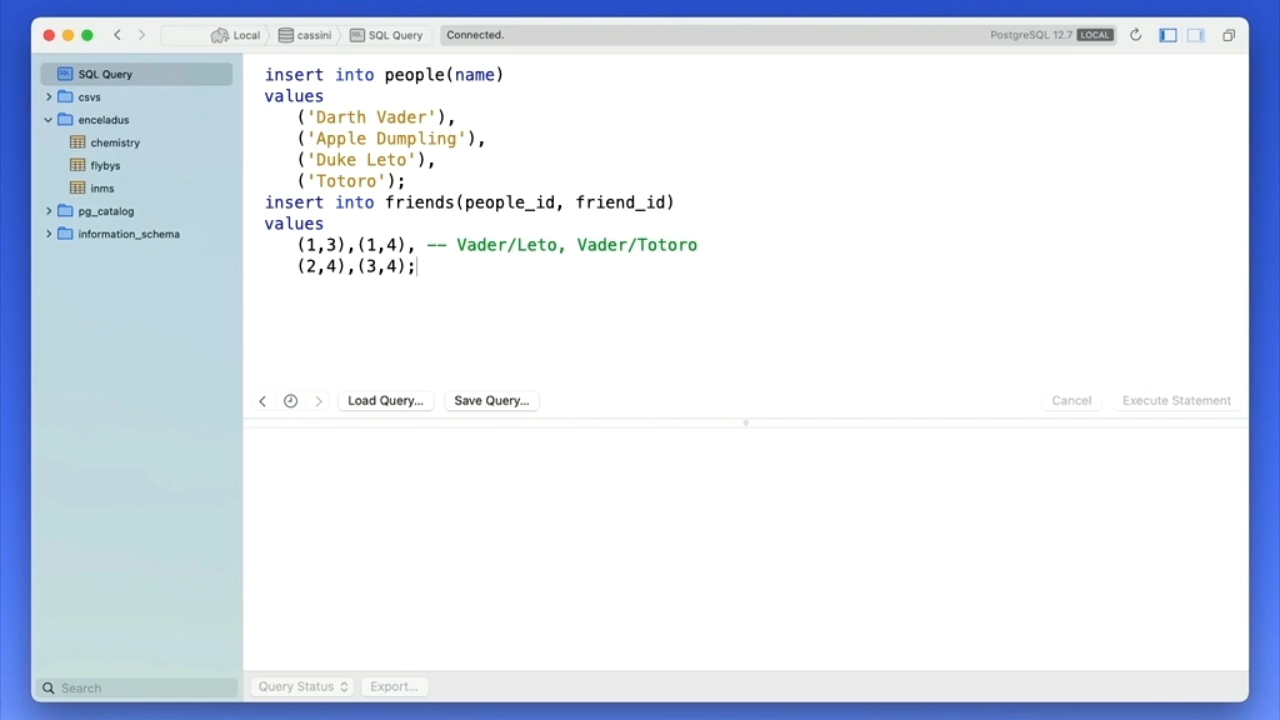 Local cassini SQL Query Connected. PostgreSQL 12.7 LOCAL
SQL Query
csvs
enceladus
chemistry
flybys
inms
pg_catalog
information_schema
Search
insert into people(name)
values
('Darth Vader'),
('Apple Dumpling'),
('Duke Leto'),
('Totoro');
insert into friends(people_id, friend_id)
values
(1,3),(1,4), -- Vader/Leto, Vader/Totoro
(2,4),(3,4);
Load Query... Save Query... Cancel Execute Statement
Query Status Export...